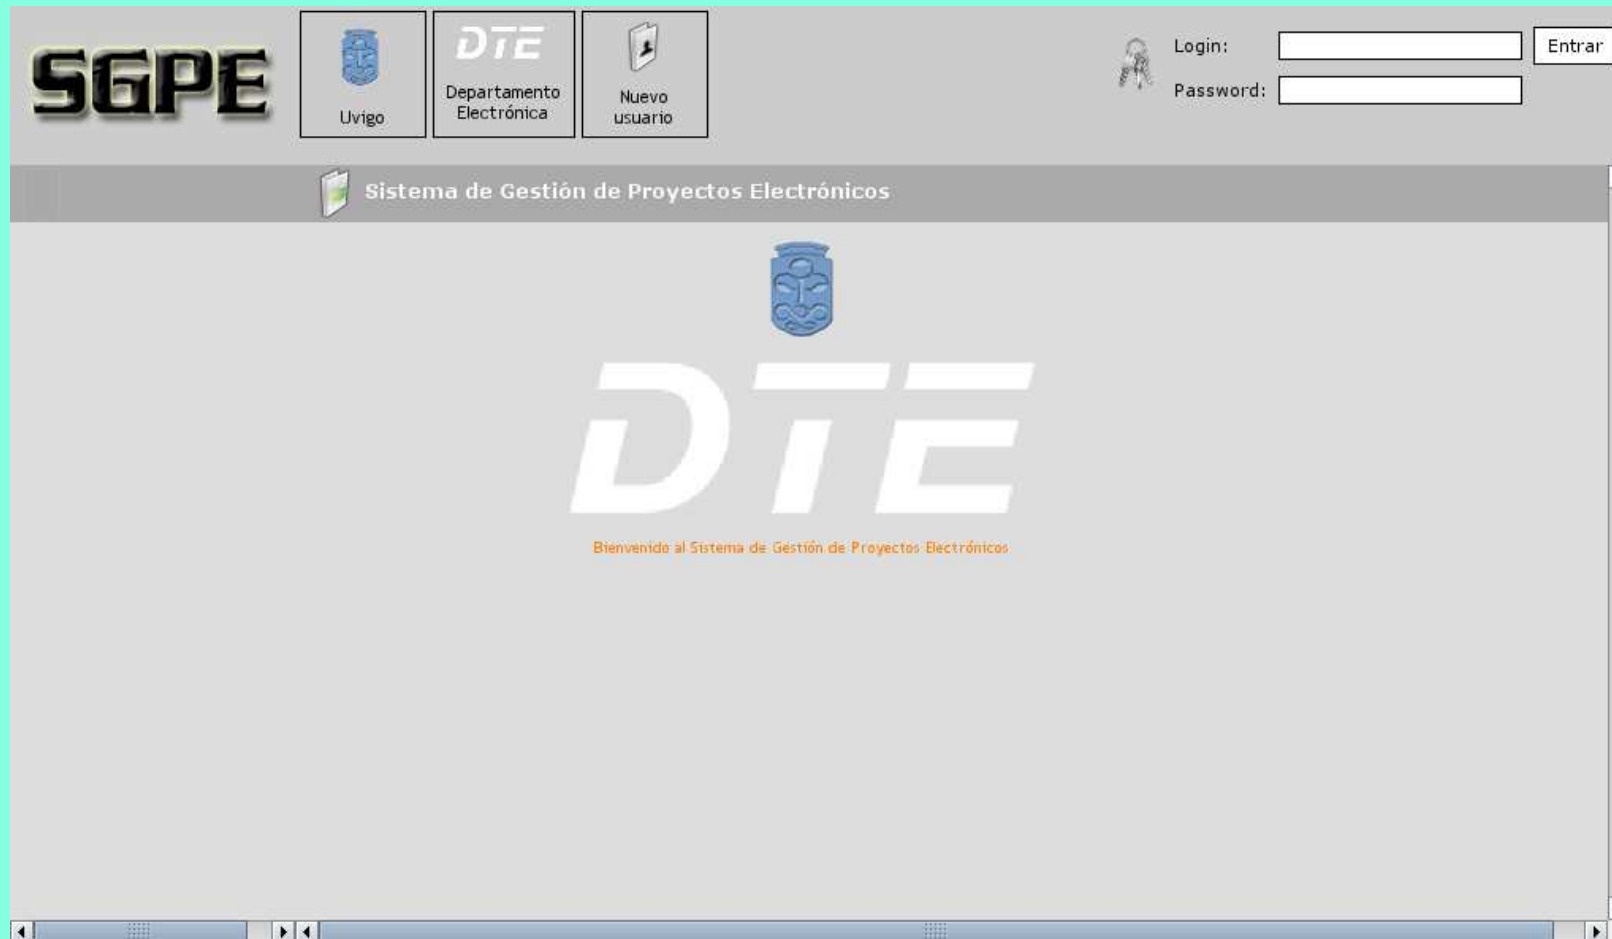 SGPE
Uvigo
DTE
Departamento
Electrónica
Nuevo
usuario
Login:
Entrar
Password:
Sistema de Gestión de Proyectos Electrónicos
DTE
Bienvenido al Sistema de Gestión de Proyectos Electrónicos